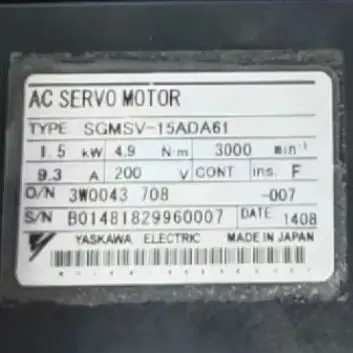 AC SERVO MOTOR
TYPE SGMSV-15ADA61
1.5 kW 4.9 N·m 3000 min⁻¹
9.3 A 200 V CONT ins. F
O/N 3W0043 708 -007
S/N B01481829960007 DATE 1408
YASKAWA ELECTRIC MADE IN JAPAN